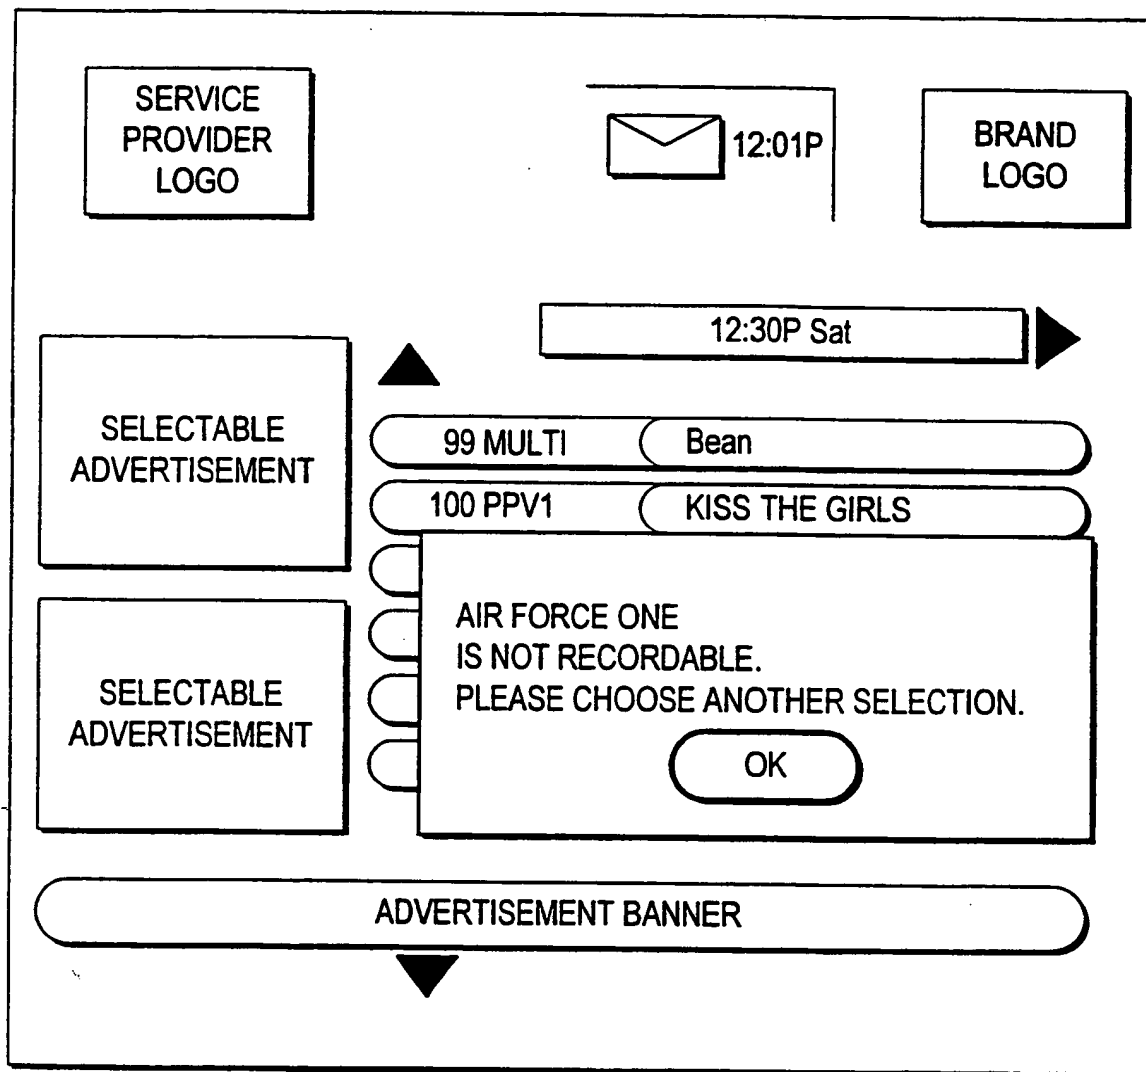 SERVICE
PROVIDER
LOGO
12:01P
BRAND
LOGO
12:30P Sat
SELECTABLE
ADVERTISEMENT
99 MULTI Bean
100 PPV1 KISS THE GIRLS
AIR FORCE ONE
IS NOT RECORDABLE.
PLEASE CHOOSE ANOTHER SELECTION.
OK
SELECTABLE
ADVERTISEMENT
ADVERTISEMENT BANNER